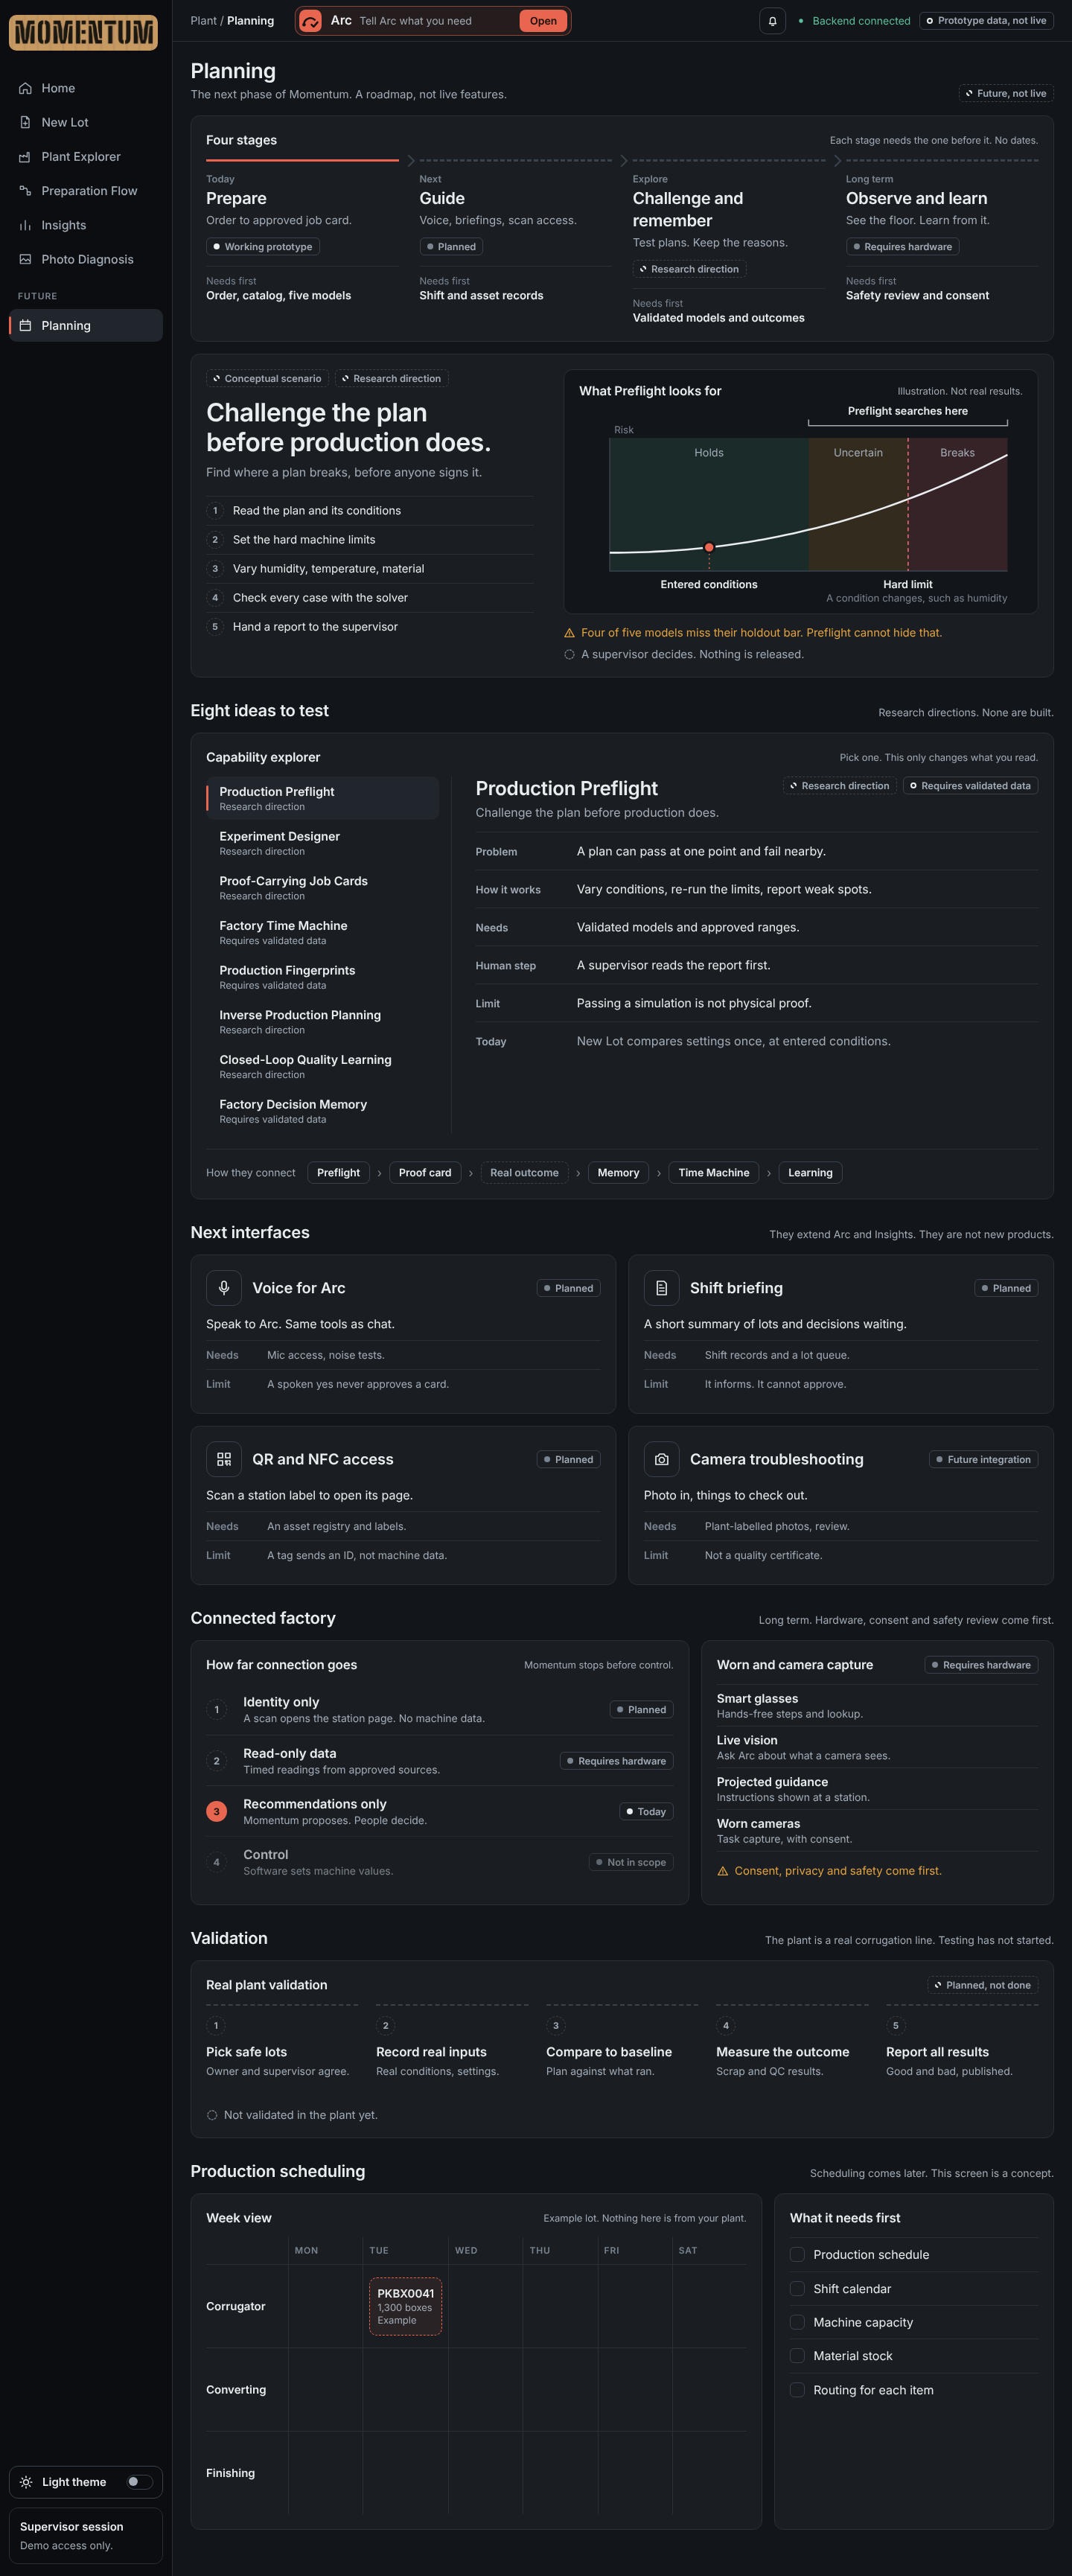 MOMENTUM
Home
New Lot
Plant Explorer
Preparation Flow
Insights
Photo Diagnosis
FUTURE
Planning
Light theme
Supervisor session
Demo access only.
Plant / Planning
Arc Tell Arc what you need Open
Backend connected
Prototype data, not live
Planning
The next phase of Momentum. A roadmap, not live features.
Future, not live
Four stages
Each stage needs the one before it. No dates.
Today
Prepare
Order to approved job card.
Working prototype
Needs first
Order, catalog, five models
Next
Guide
Voice, briefings, scan access.
Planned
Needs first
Shift and asset records
Explore
Challenge and
remember
Test plans. Keep the reasons.
Research direction
Needs first
Validated models and outcomes
Long term
Observe and learn
See the floor. Learn from it.
Requires hardware
Needs first
Safety review and consent
Conceptual scenario
Research direction
Challenge the plan
before production does.
Find where a plan breaks, before anyone signs it.
1 Read the plan and its conditions
2 Set the hard machine limits
3 Vary humidity, temperature, material
4 Check every case with the solver
5 Hand a report to the supervisor
What Preflight looks for
Illustration. Not real results.
Preflight searches here
Risk
Holds
Uncertain
Breaks
Entered conditions
Hard limit
A condition changes, such as humidity
Four of five models miss their holdout bar. Preflight cannot hide that.
A supervisor decides. Nothing is released.
Eight ideas to test
Research directions. None are built.
Capability explorer
Pick one. This only changes what you read.
Production Preflight
Research direction
Experiment Designer
Research direction
Proof-Carrying Job Cards
Research direction
Factory Time Machine
Requires validated data
Production Fingerprints
Requires validated data
Inverse Production Planning
Research direction
Closed-Loop Quality Learning
Research direction
Factory Decision Memory
Requires validated data
Production Preflight
Research direction
Requires validated data
Challenge the plan before production does.
Problem A plan can pass at one point and fail nearby.
How it works Vary conditions, re-run the limits, report weak spots.
Needs Validated models and approved ranges.
Human step A supervisor reads the report first.
Limit Passing a simulation is not physical proof.
Today New Lot compares settings once, at entered conditions.
How they connect Preflight › Proof card › Real outcome › Memory › Time Machine › Learning
Next interfaces
They extend Arc and Insights. They are not new products.
Voice for Arc
Planned
Speak to Arc. Same tools as chat.
Needs Mic access, noise tests.
Limit A spoken yes never approves a card.
Shift briefing
Planned
A short summary of lots and decisions waiting.
Needs Shift records and a lot queue.
Limit It informs. It cannot approve.
QR and NFC access
Planned
Scan a station label to open its page.
Needs An asset registry and labels.
Limit A tag sends an ID, not machine data.
Camera troubleshooting
Future integration
Photo in, things to check out.
Needs Plant-labelled photos, review.
Limit Not a quality certificate.
Connected factory
Long term. Hardware, consent and safety review come first.
How far connection goes
Momentum stops before control.
1 Identity only
A scan opens the station page. No machine data.
Planned
2 Read-only data
Timed readings from approved sources.
Requires hardware
3 Recommendations only
Momentum proposes. People decide.
Today
4 Control
Software sets machine values.
Not in scope
Worn and camera capture
Requires hardware
Smart glasses
Hands-free steps and lookup.
Live vision
Ask Arc about what a camera sees.
Projected guidance
Instructions shown at a station.
Worn cameras
Task capture, with consent.
Consent, privacy and safety come first.
Validation
The plant is a real corrugation line. Testing has not started.
Real plant validation
Planned, not done
1
Pick safe lots
Owner and supervisor agree.
2
Record real inputs
Real conditions, settings.
3
Compare to baseline
Plan against what ran.
4
Measure the outcome
Scrap and QC results.
5
Report all results
Good and bad, published.
Not validated in the plant yet.
Production scheduling
Scheduling comes later. This screen is a concept.
Week view
Example lot. Nothing here is from your plant.
MON TUE WED THU FRI SAT
Corrugator
PKBX0041
1,300 boxes
Example
Converting
Finishing
What it needs first
Production schedule
Shift calendar
Machine capacity
Material stock
Routing for each item